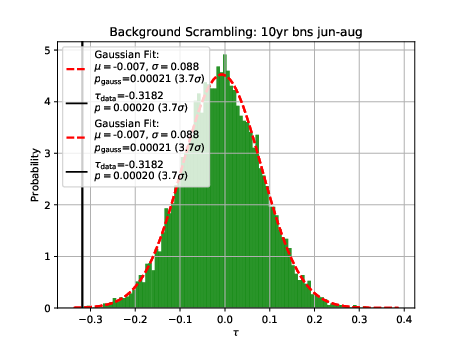 Background Scrambling: 10yr bns jun-aug
Gaussian Fit:
μ = -0.007, σ = 0.088
p_gauss=0.00021 (3.7σ)
τ_data=-0.3182
p = 0.00020 (3.7σ)
Gaussian Fit:
μ = -0.007, σ = 0.088
p_gauss=0.00021 (3.7σ)
τ_data=-0.3182
p = 0.00020 (3.7σ)
Probability
5
4
3
2
1
0
−0.3 −0.2 −0.1 0.0 0.1 0.2 0.3 0.4
τ